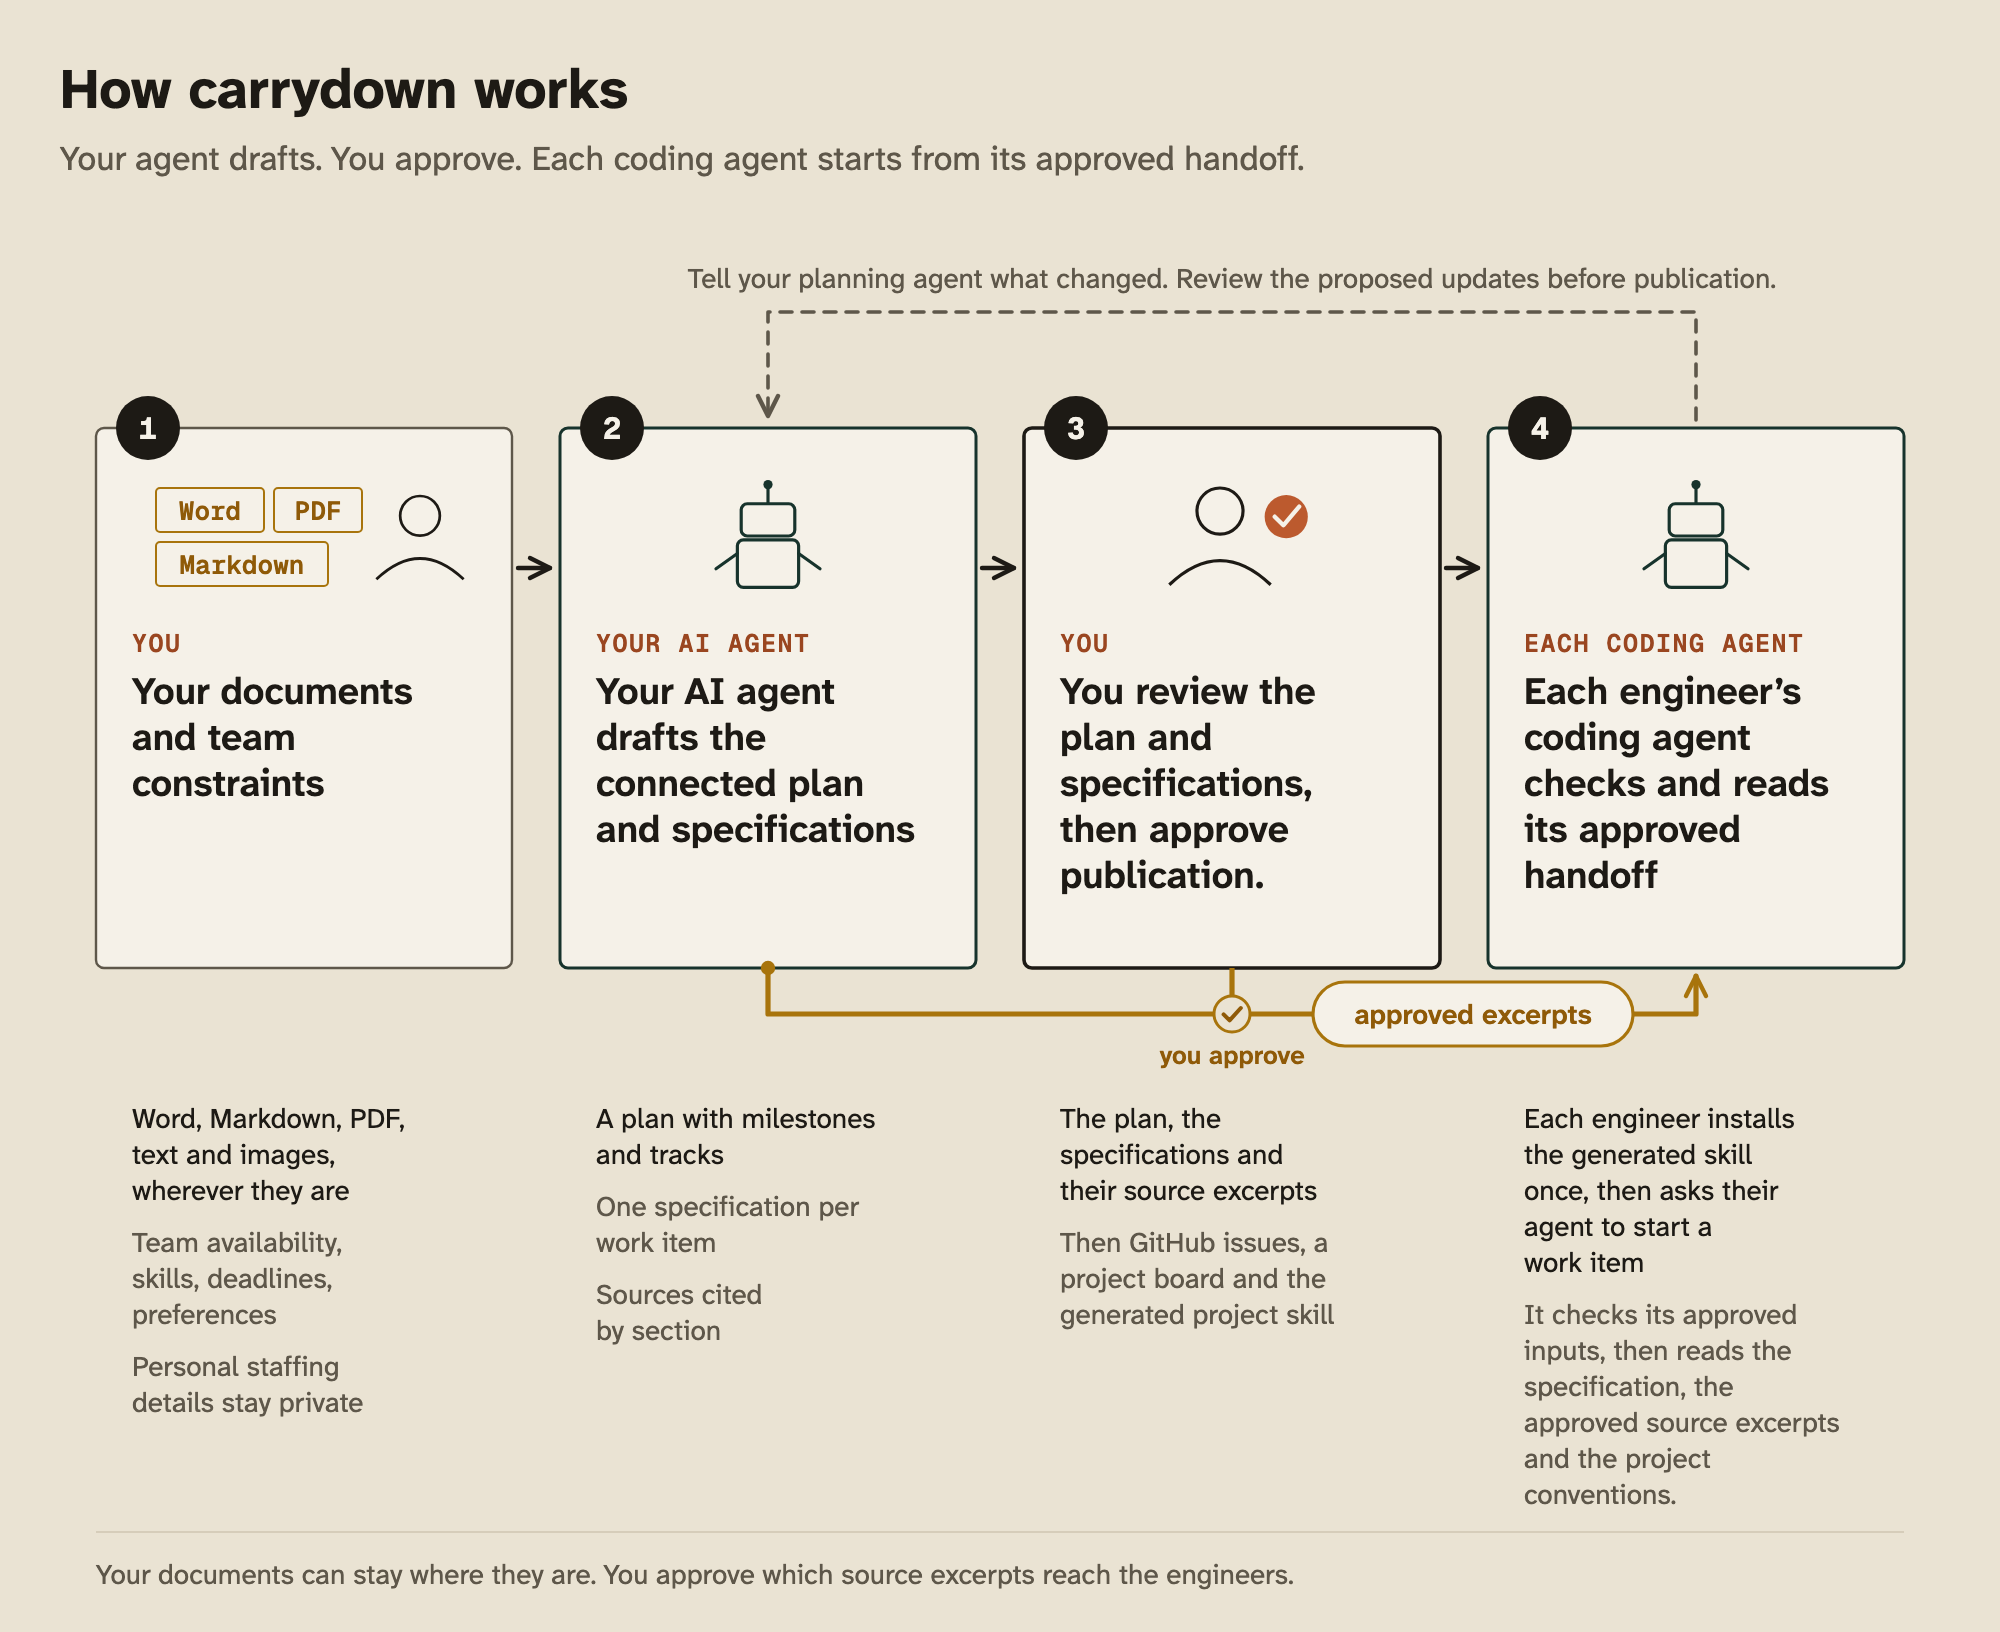 How carrydown works
Your agent drafts. You approve. Each coding agent starts from its approved handoff.
Tell your planning agent what changed. Review the proposed updates before publication.
1
Word
PDF
Markdown
YOU
Your documents
and team
constraints
2
YOUR AI AGENT
Your AI agent
drafts the
connected plan
and specifications
3
YOU
You review the
plan and
specifications,
then approve
publication.
4
EACH CODING AGENT
Each engineer’s
coding agent
checks and reads
its approved
handoff
you approve
approved excerpts
Word, Markdown, PDF,
text and images,
wherever they are
Team availability,
skills, deadlines,
preferences
Personal staffing
details stay private
A plan with milestones
and tracks
One specification per
work item
Sources cited
by section
The plan, the
specifications and
their source excerpts
Then GitHub issues, a
project board and the
generated project skill
Each engineer installs
the generated skill
once, then asks their
agent to start a
work item
It checks its approved
inputs, then reads the
specification, the
approved source excerpts
and the project
conventions.
Your documents can stay where they are. You approve which source excerpts reach the engineers.